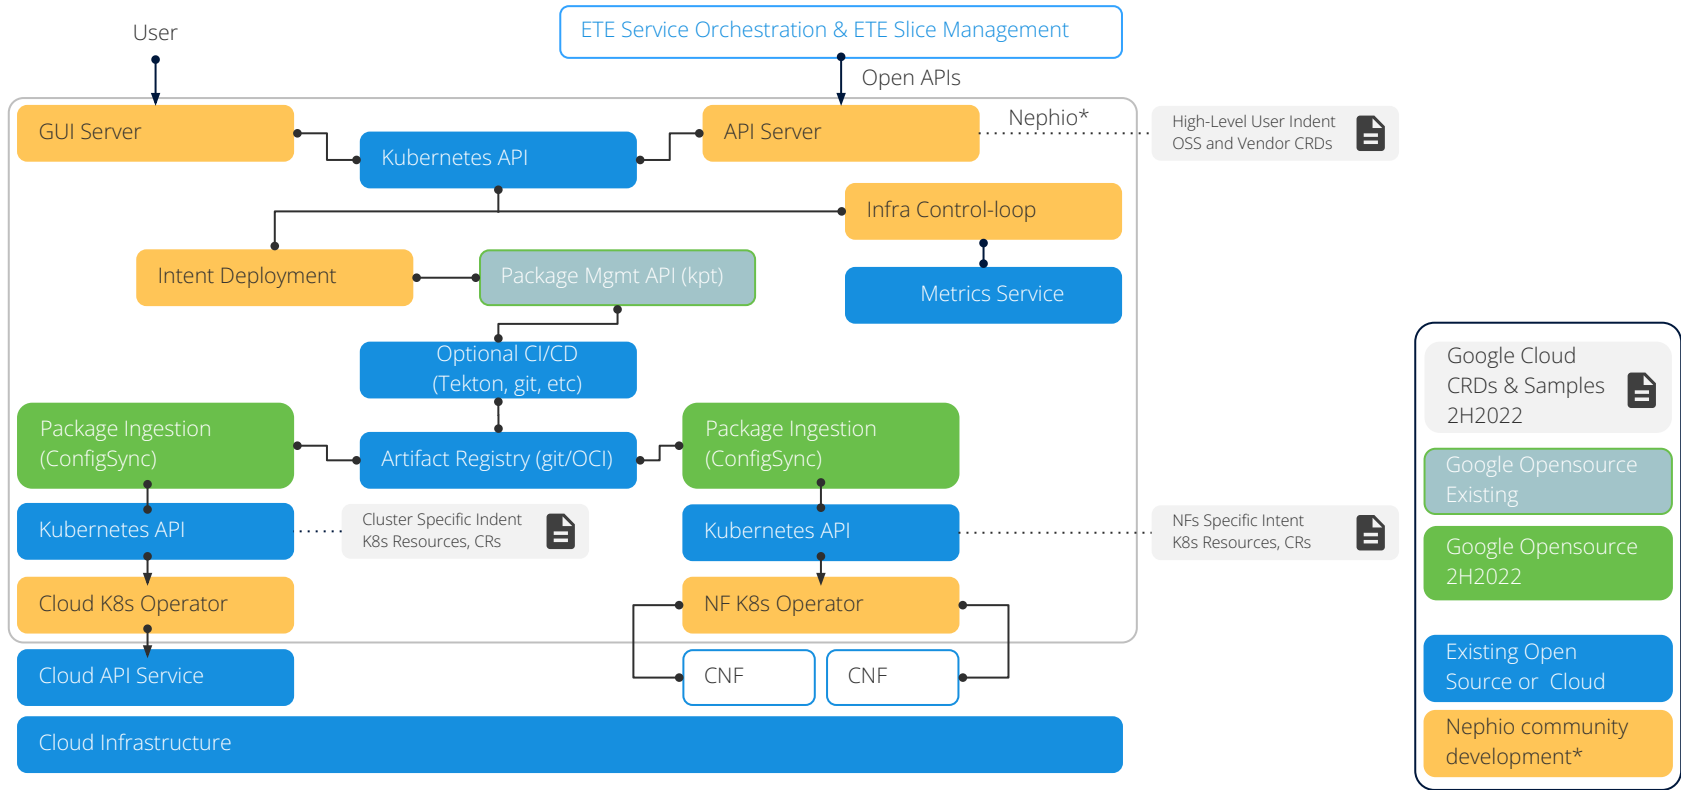 User
ETE Service Orchestration & ETE Slice Management
Open APIs
GUI Server
Kubernetes API
API Server
Nephio*
High-Level User Indent
OSS and Vendor CRDs
Infra Control-loop
Intent Deployment
Package Mgmt API (kpt)
Metrics Service
Optional CI/CD
(Tekton, git, etc)
Package Ingestion
(ConfigSync)
Artifact Registry (git/OCI)
Package Ingestion
(ConfigSync)
Kubernetes API
Cluster Specific Indent
K8s Resources, CRs
Kubernetes API
NFs Specific Intent
K8s Resources, CRs
Cloud K8s Operator
NF K8s Operator
Cloud API Service
CNF
CNF
Cloud Infrastructure
Google Cloud
CRDs & Samples
2H2022
Google Opensource
Existing
Google Opensource
2H2022
Existing Open
Source or Cloud
Nephio community
development*